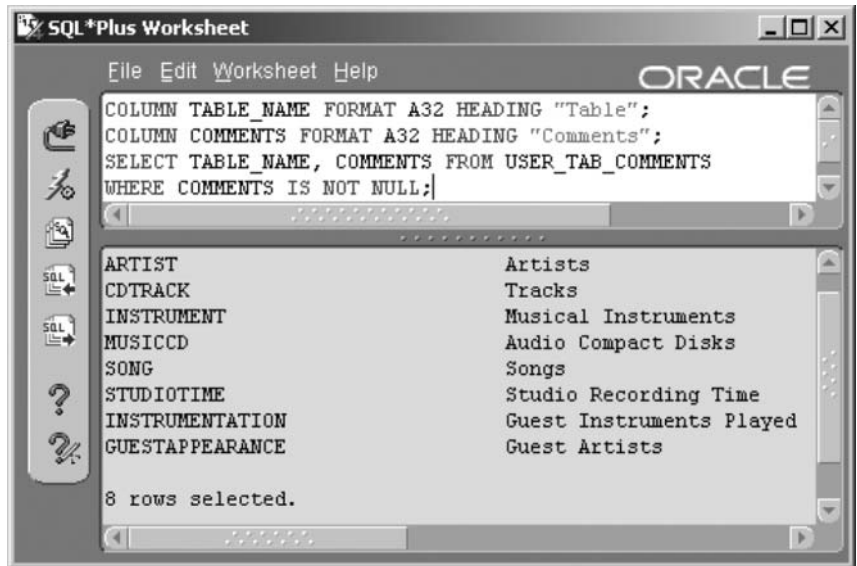 SQL*Plus Worksheet
File Edit Worksheet Help
ORACLE
COLUMN TABLE_NAME FORMAT A32 HEADING "Table";
COLUMN COMMENTS FORMAT A32 HEADING "Comments";
SELECT TABLE_NAME, COMMENTS FROM USER_TAB_COMMENTS
WHERE COMMENTS IS NOT NULL;
ARTIST Artists
CDTRACK Tracks
INSTRUMENT Musical Instruments
MUSICCD Audio Compact Disks
SONG Songs
STUDIOTIME Studio Recording Time
INSTRUMENTATION Guest Instruments Played
GUESTAPPEARANCE Guest Artists
8 rows selected.
SQL
SQL